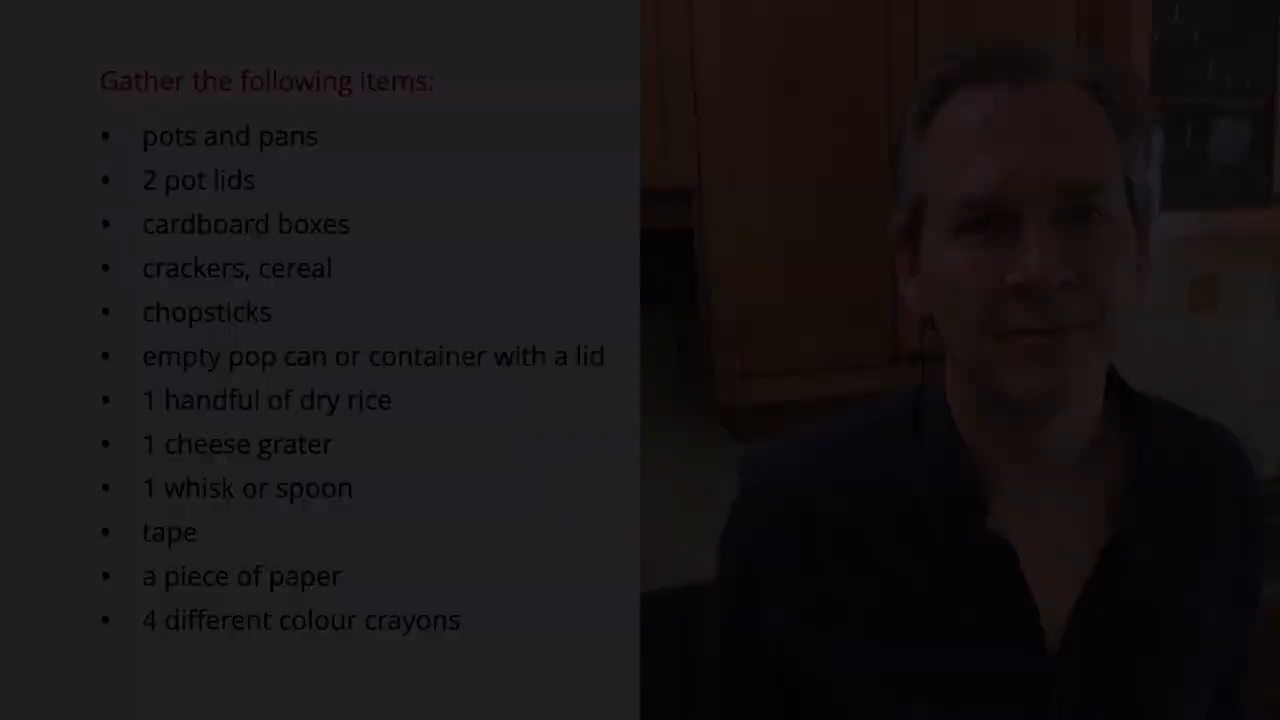 Gather the following items:
• pots and pans
• 2 pot lids
• cardboard boxes
• crackers, cereal
• chopsticks
• empty pop can or container with a lid
• 1 handful of dry rice
• 1 cheese grater
• 1 whisk or spoon
• tape
• a piece of paper
• 4 different colour crayons